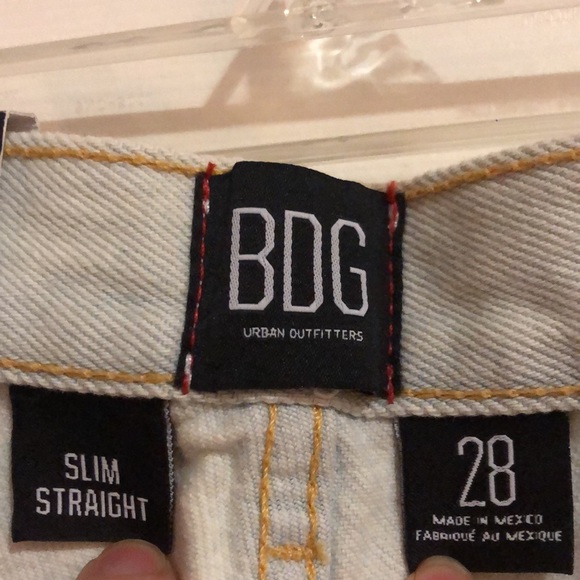 BDG
URBAN OUTFITTERS
SLIM
STRAIGHT
28
MADE IN MEXICO
FABRIQUÉ AU MEXIQUE